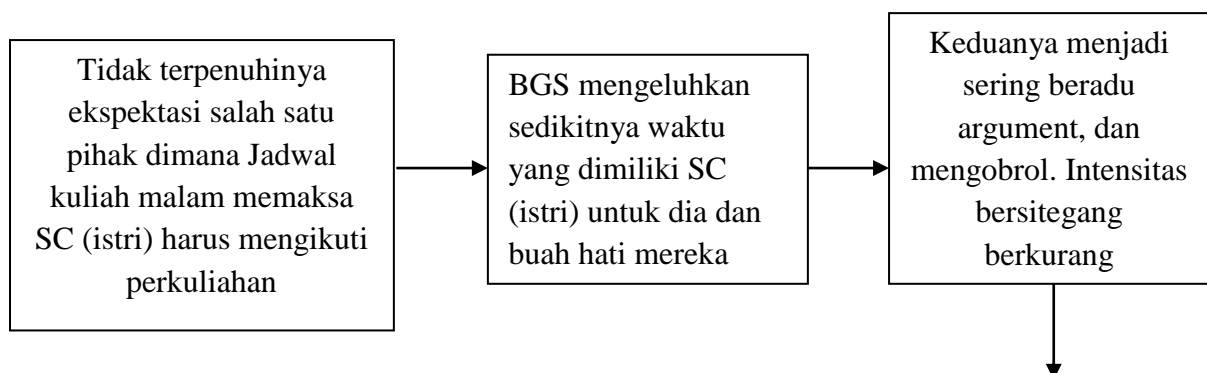 Tidak terpenuhinya
ekspektasi salah satu
pihak dimana Jadwal
kuliah malam memaksa
SC (istri) harus mengikuti
perkuliahan
BGS mengeluhkan
sedikitnya waktu
yang dimiliki SC
(istri) untuk dia dan
buah hati mereka
Keduanya menjadi
sering beradu
argument, dan
mengobrol. Intensitas
bersitegang
berkurang